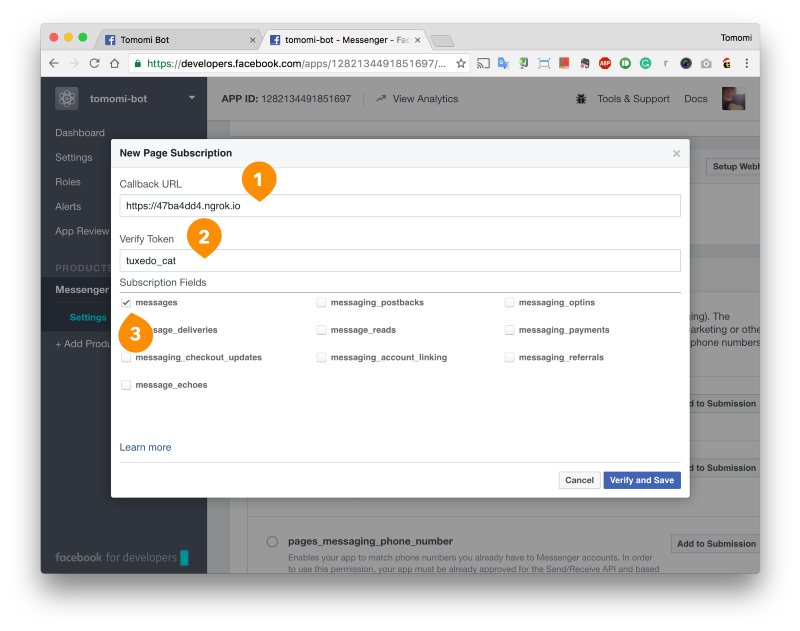 Tomomi Bot
tomomi-bot - Messenger - Fac
Tomomi
https://developers.facebook.com/apps/1282134491851697/...
tomomi-bot
APP ID: 1282134491851697
View Analytics
Tools & Support
Docs
Dashboard
Settings
Roles
Alerts
App Review
PRODUCTS
Messenger
Settings
+ Add Produ
New Page Subscription
Callback URL
1
https://47ba4dd4.ngrok.io
Verify Token
2
tuxedo_cat
Subscription Fields
messages
messaging_postbacks
messaging_optins
3
sage_deliveries
message_reads
messaging_payments
messaging_checkout_updates
messaging_account_linking
messaging_referrals
message_echoes
Learn more
Cancel
Verify and Save
Setup Webh
ging). The
arketing or othe
phone numbers
d to Submission
d to Submission
pages_messaging_phone_number
Add to Submission
Enables your app to match phone numbers you already have to Messenger accounts. In order
to use this permission, your app must be already approved for the Send/Receive API and based
facebook for developers